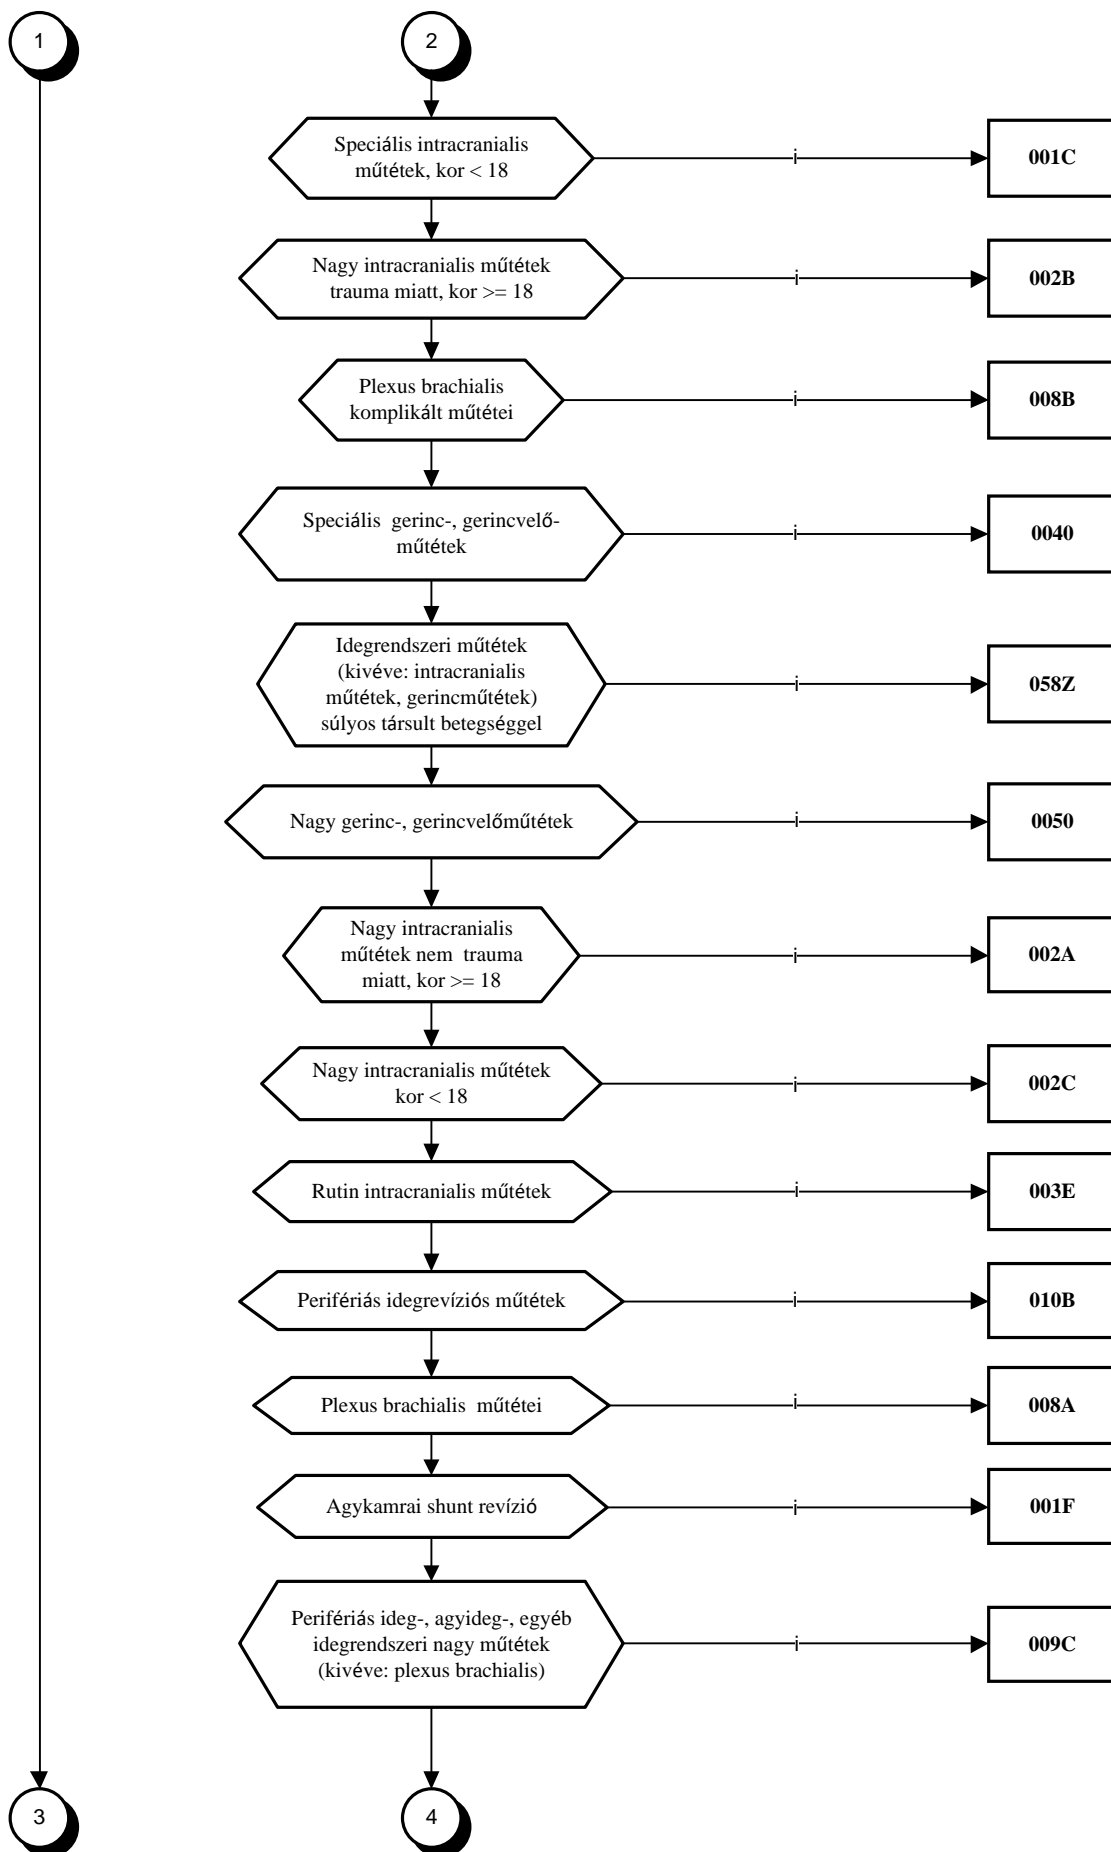 1
2
Speciális intracranialis
műtétek, kor < 18
i
001C
Nagy intracranialis műtétek
trauma miatt, kor >= 18
i
002B
Plexus brachialis
komplikált műtétei
i
008B
Speciális gerinc-, gerincvelő-
műtétek
i
0040
Idegrendszeri műtétek
(kivéve: intracranialis
műtétek, gerincműtétek)
súlyos társult betegséggel
i
058Z
Nagy gerinc-, gerincvelőműtétek
i
0050
Nagy intracranialis
műtétek nem trauma
miatt, kor >= 18
i
002A
Nagy intracranialis műtétek
kor < 18
i
002C
Rutin intracranialis műtétek
i
003E
Perifériás idegrevíziós műtétek
i
010B
Plexus brachialis műtétei
i
008A
Agykamrai shunt revízió
i
001F
Perifériás ideg-, agyideg-, egyéb
idegrendszeri nagy műtétek
(kivéve: plexus brachialis)
i
009C
3
4